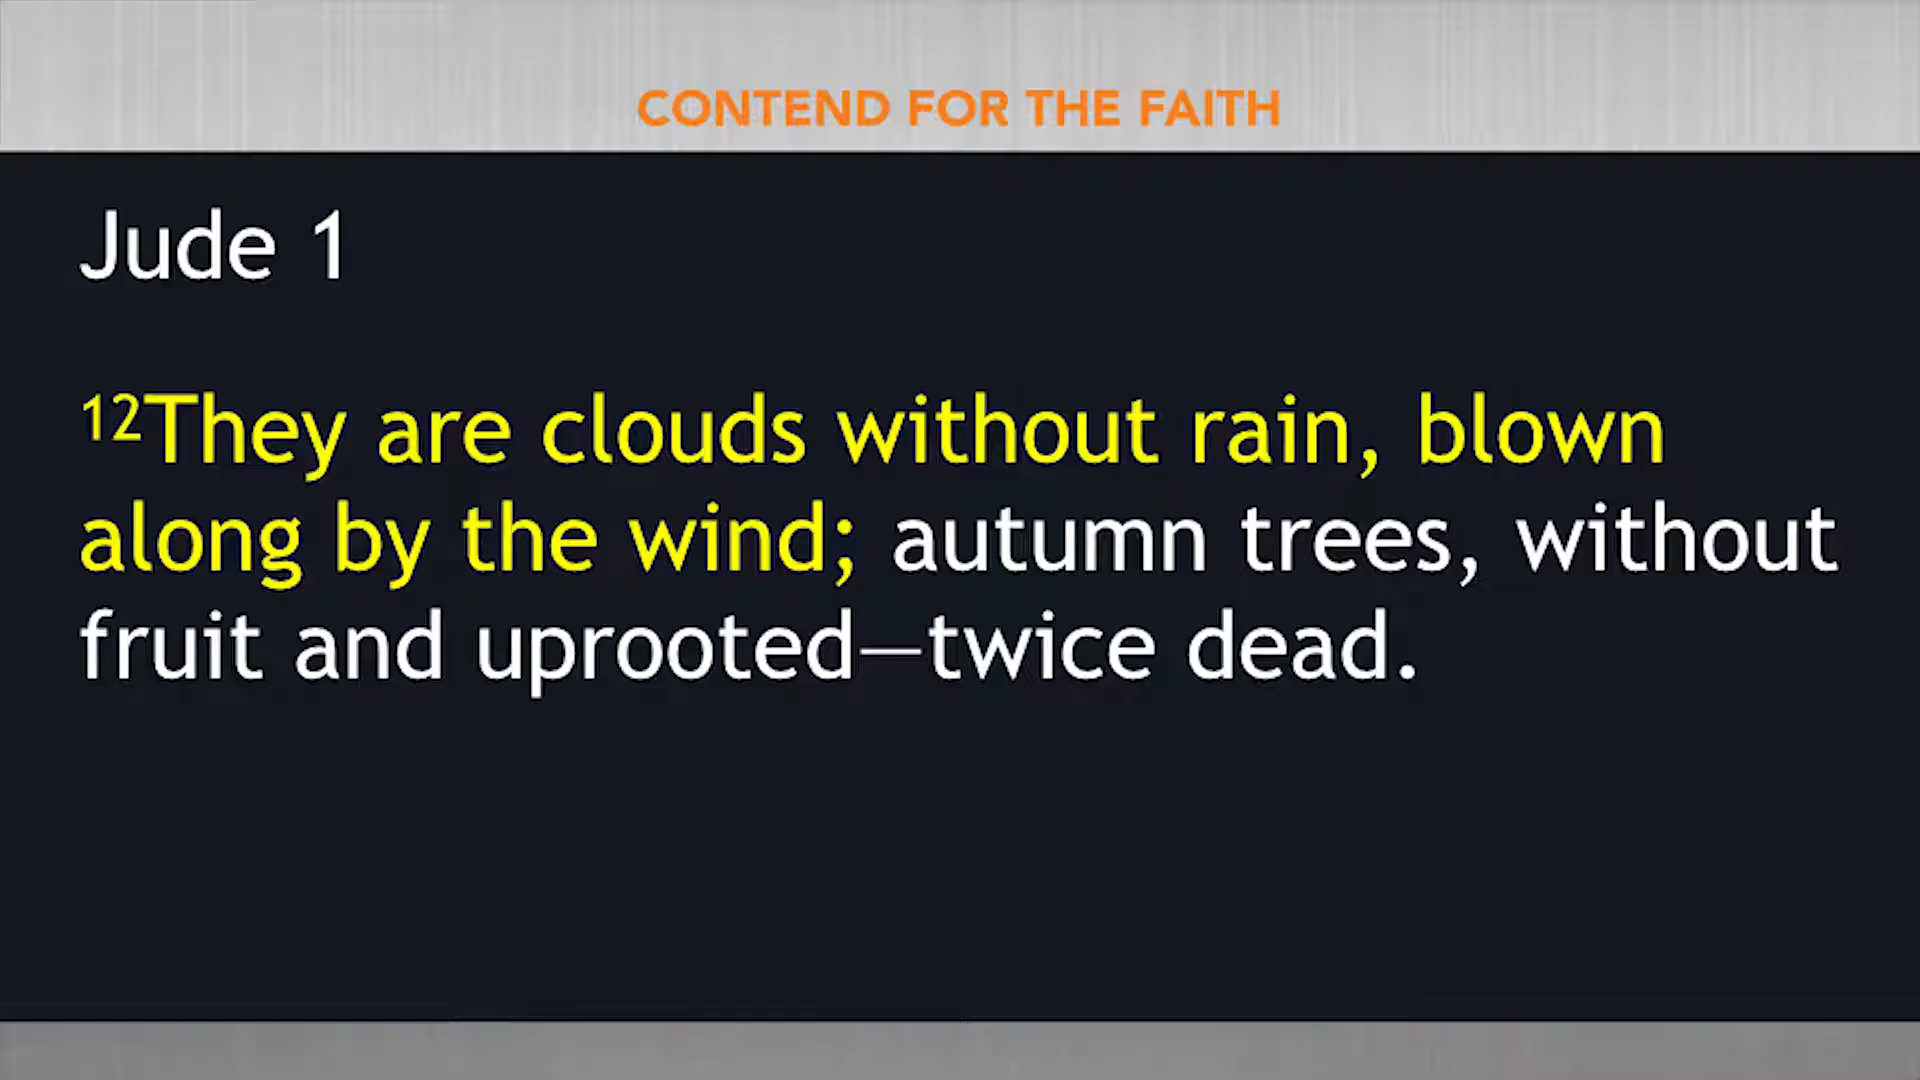 CONTEND FOR THE FAITH
Jude 1
12They are clouds without rain, blown
along by the wind; autumn trees, without
fruit and uprooted—twice dead.